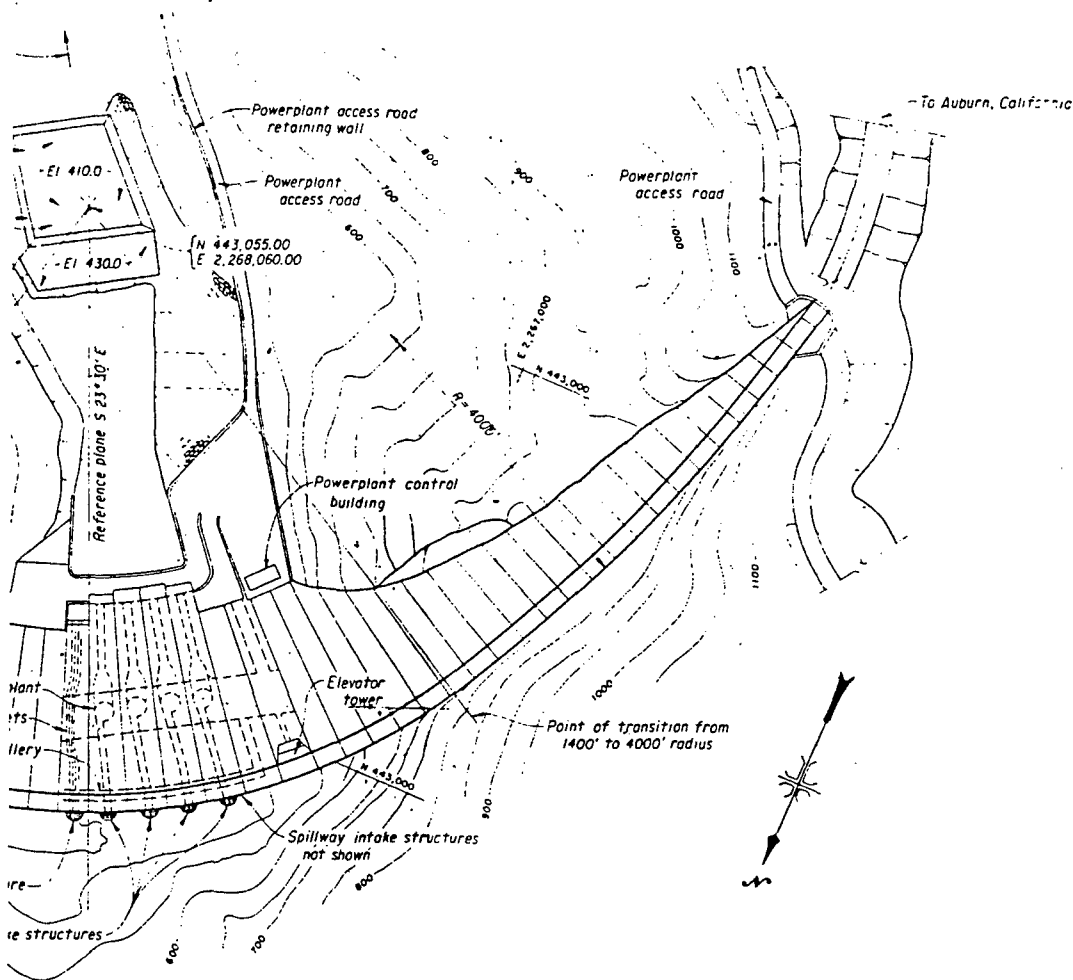 To Auburn,
Powerplant access road
retaining wall
-El 410.0-
Powerplant
access road
Powerplant
access road
800
900
700
600
1000
1100
N 443,055.00
E 2,268,060.00
-El 430.0-
E 2,267,000
N 443,000
Reference plane S 23° 30' E
R = 4000'
Powerplant control
building
1100
Elevator
tower
1000
Point of transition from
1400' to 4000' radius
N 443,000
900
Spillway intake structures
not shown
800
structures
600
700
N